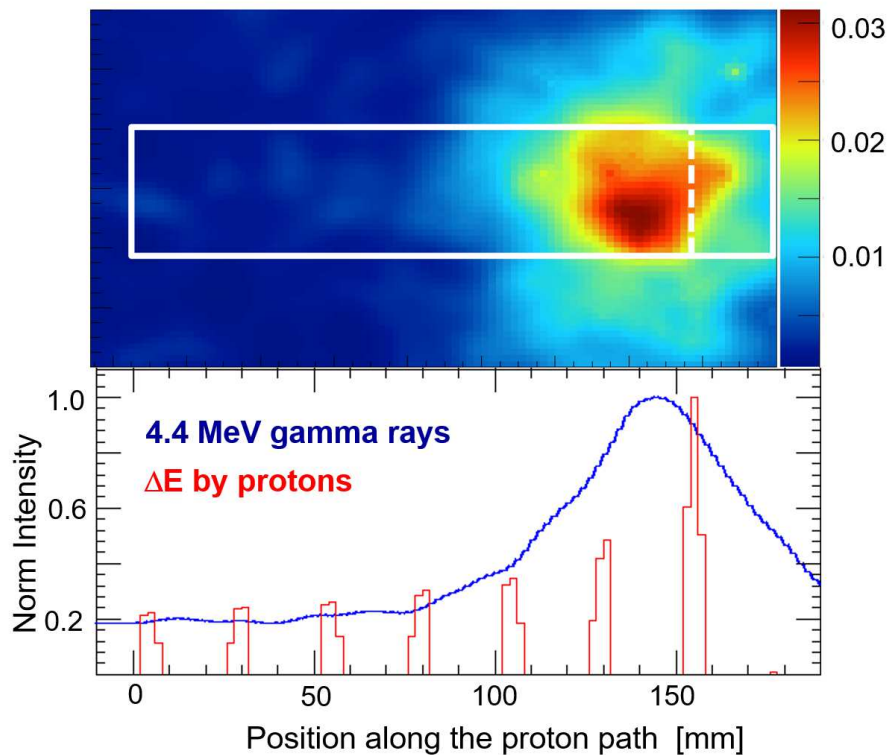 0.03
0.02
0.01
1.0
0.6
0.2
4.4 MeV gamma rays
ΔE by protons
Norm Intensity
0 50 100 150
Position along the proton path [mm]